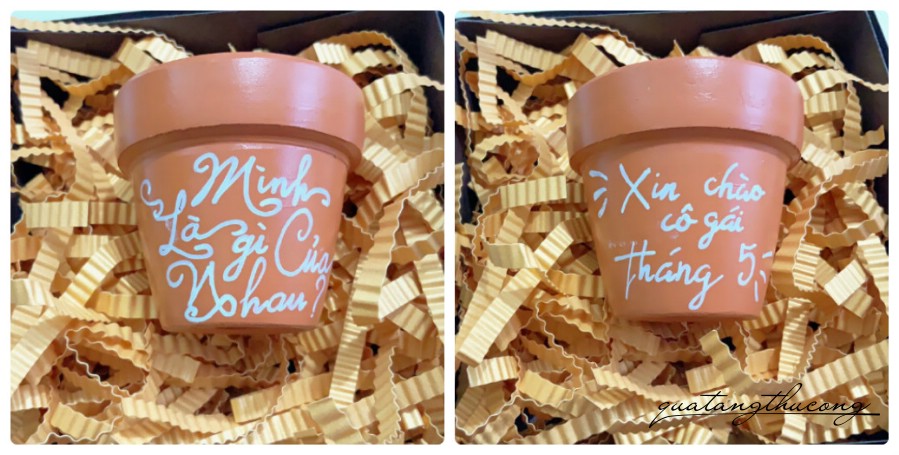 Mình
Là gì Của
Nhau?
Xin chào
cô gái
tháng 5
quatangthucong